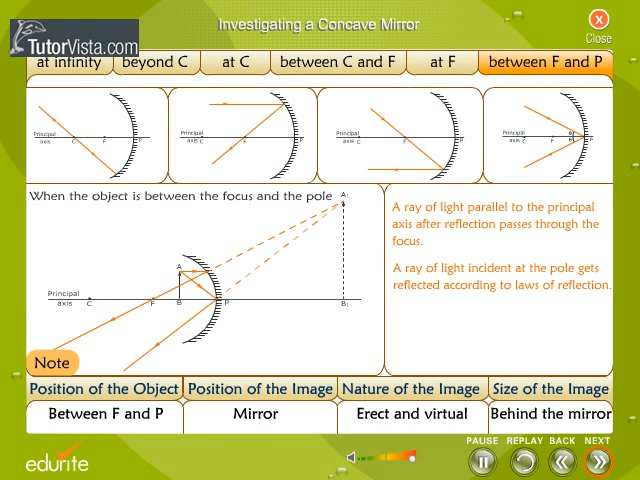 Investigating a Concave Mirror
Close
TutorVista.com
at infinity
beyond C
at C
between C and F
at F
between F and P
Principal
axis
C
F
P
Principal
axis
C
F
P
Principal
axis
C
F
P
Principal
axis
C
F
P
When the object is between the focus and the pole
A₁
A
Principal
axis
C
F
B
P
B₁
A ray of light parallel to the principal
axis after reflection passes through the
focus.
A ray of light incident at the pole gets
reflected according to laws of reflection.
Note
Position of the Object
Position of the Image
Nature of the Image
Size of the Image
Between F and P
Mirror
Erect and virtual
Behind the mirror
edurite
PAUSE
REPLAY
BACK
NEXT